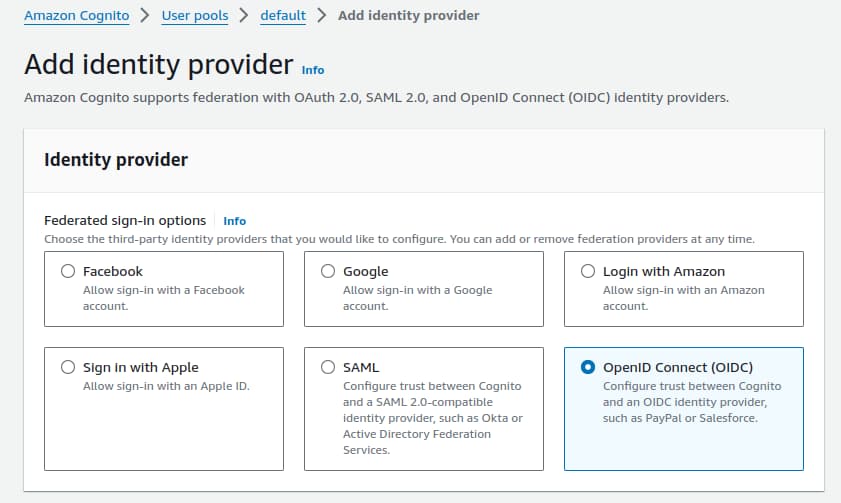 Amazon Cognito > User pools > default > Add identity provider
Add identity provider Info
Amazon Cognito supports federation with OAuth 2.0, SAML 2.0, and OpenID Connect (OIDC) identity providers.
Identity provider
Federated sign-in options Info
Choose the third-party identity providers that you would like to configure. You can add or remove federation providers at any time.
Facebook
Allow sign-in with a Facebook
account.
Google
Allow sign-in with a Google
account.
Login with Amazon
Allow sign-in with an Amazon
account.
Sign in with Apple
Allow sign-in with an Apple ID.
SAML
Configure trust between Cognito
and a SAML 2.0-compatible
identity provider, such as Okta or
Active Directory Federation
Services.
OpenID Connect (OIDC)
Configure trust between Cognito
and an OIDC identity provider,
such as PayPal or Salesforce.